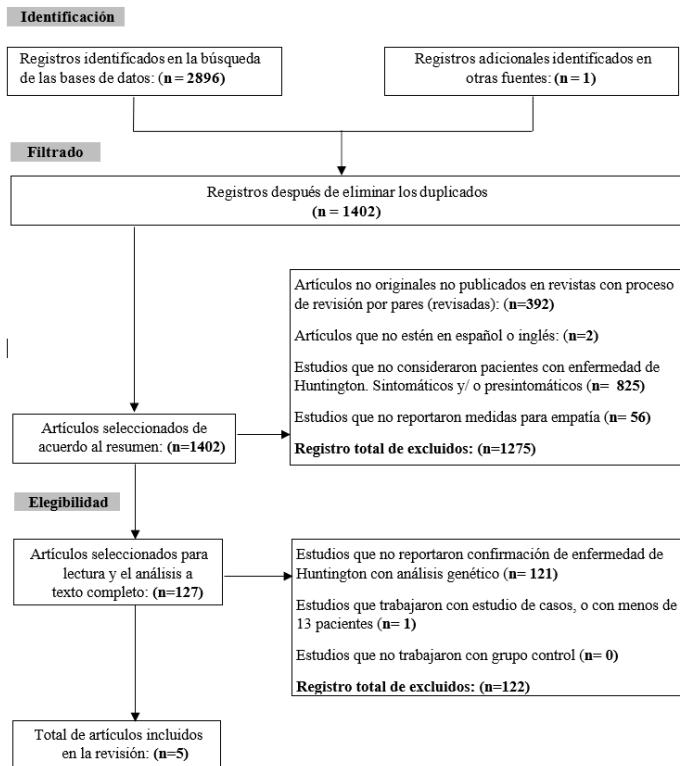 Identificación
Registros identificados en la búsqueda
de las bases de datos: (n = 2896)
Registros adicionales identificados en
otras fuentes: (n = 1)
Filtrado
Registros después de eliminar los duplicados
(n = 1402)
Artículos no originales no publicados en revistas con proceso
de revisión por pares (revisadas): (n=392)
Artículos que no estén en español o inglés: (n=2)
Estudios que no consideraron pacientes con enfermedad de
Huntington. Sintomáticos y/ o presintomáticos (n= 825)
Estudios que no reportaron medidas para empatía (n= 56)
Registro total de excluidos: (n=1275)
Artículos seleccionados de
acuerdo al resumen: (n=1402)
Elegibilidad
Artículos seleccionados para
lectura y el análisis a
texto completo: (n=127)
Estudios que no reportaron confirmación de enfermedad de
Huntington con análisis genético (n= 121)
Estudios que trabajaron con estudio de casos, o con menos de
13 pacientes (n= 1)
Estudios que no trabajaron con grupo control (n= 0)
Registro total de excluidos: (n=122)
Total de artículos incluidos
en la revisión: (n=5)